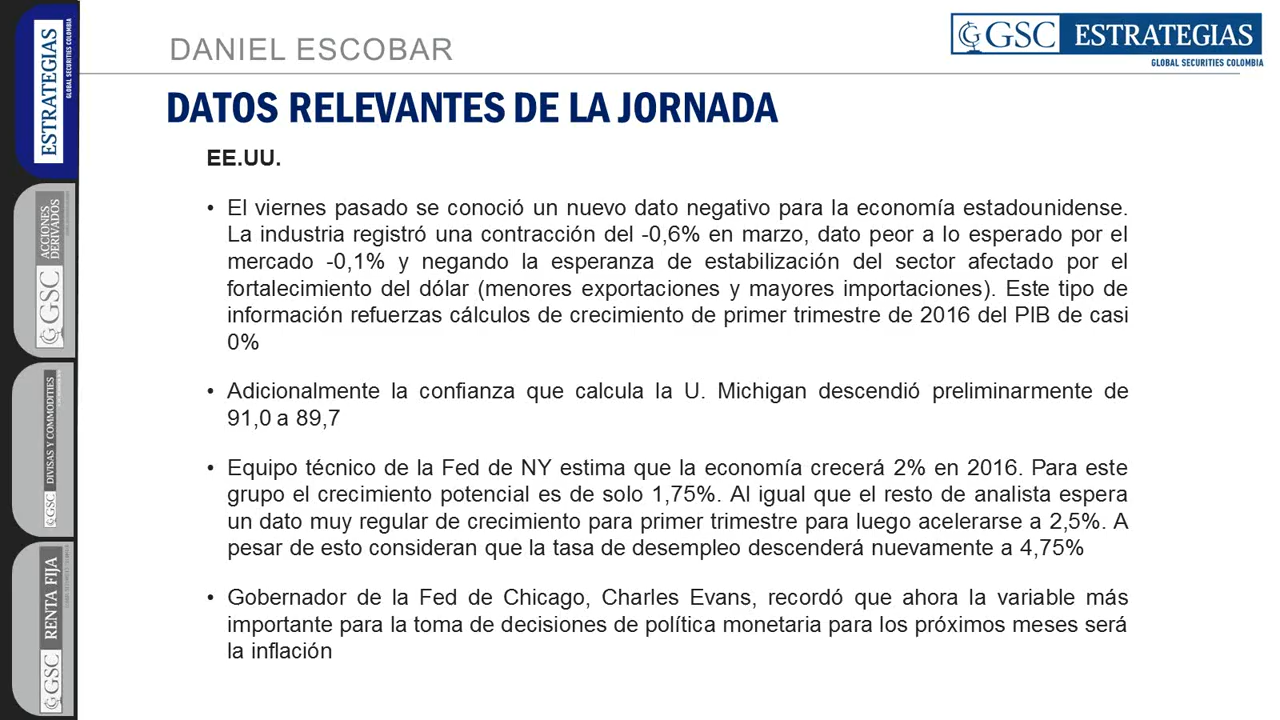 DANIEL ESCOBAR
GSC ESTRATEGIAS
GLOBAL SECURITIES COLOMBIA
DATOS RELEVANTES DE LA JORNADA
EE.UU.
• El viernes pasado se conoció un nuevo dato negativo para la economía estadounidense.
La industria registró una contracción del -0,6% en marzo, dato peor a lo esperado por el
mercado -0,1% y negando la esperanza de estabilización del sector afectado por el
fortalecimiento del dólar (menores exportaciones y mayores importaciones). Este tipo de
información refuerzas cálculos de crecimiento de primer trimestre de 2016 del PIB de casi
0%
• Adicionalmente la confianza que calcula la U. Michigan descendió preliminarmente de
91,0 a 89,7
• Equipo técnico de la Fed de NY estima que la economía crecerá 2% en 2016. Para este
grupo el crecimiento potencial es de solo 1,75%. Al igual que el resto de analista espera
un dato muy regular de crecimiento para primer trimestre para luego acelerarse a 2,5%. A
pesar de esto consideran que la tasa de desempleo descenderá nuevamente a 4,75%
• Gobernador de la Fed de Chicago, Charles Evans, recordó que ahora la variable más
importante para la toma de decisiones de política monetaria para los próximos meses será
la inflación
ESTRATEGIAS
GLOBAL SECURITIES COLOMBIA
GSC ACCIONES
DERIVADOS
GSC DIVISAS Y COMMODITIES
GSC RENTA FIJA